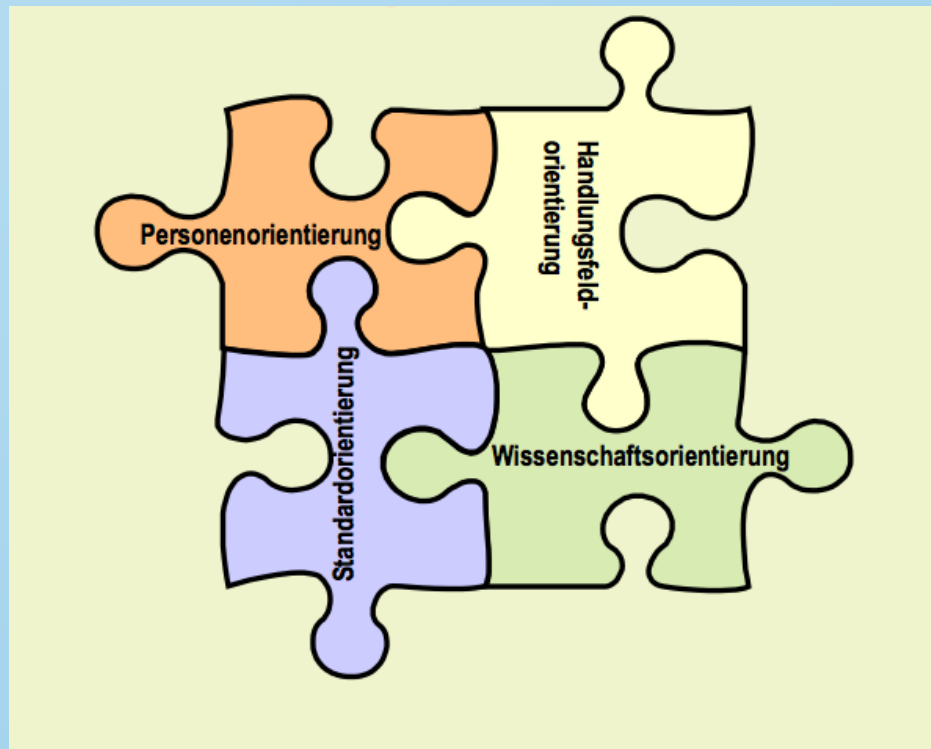 Personenorientierung
Handlungsfeld-
orientierung
Standardorientierung
Wissenschaftsorientierung